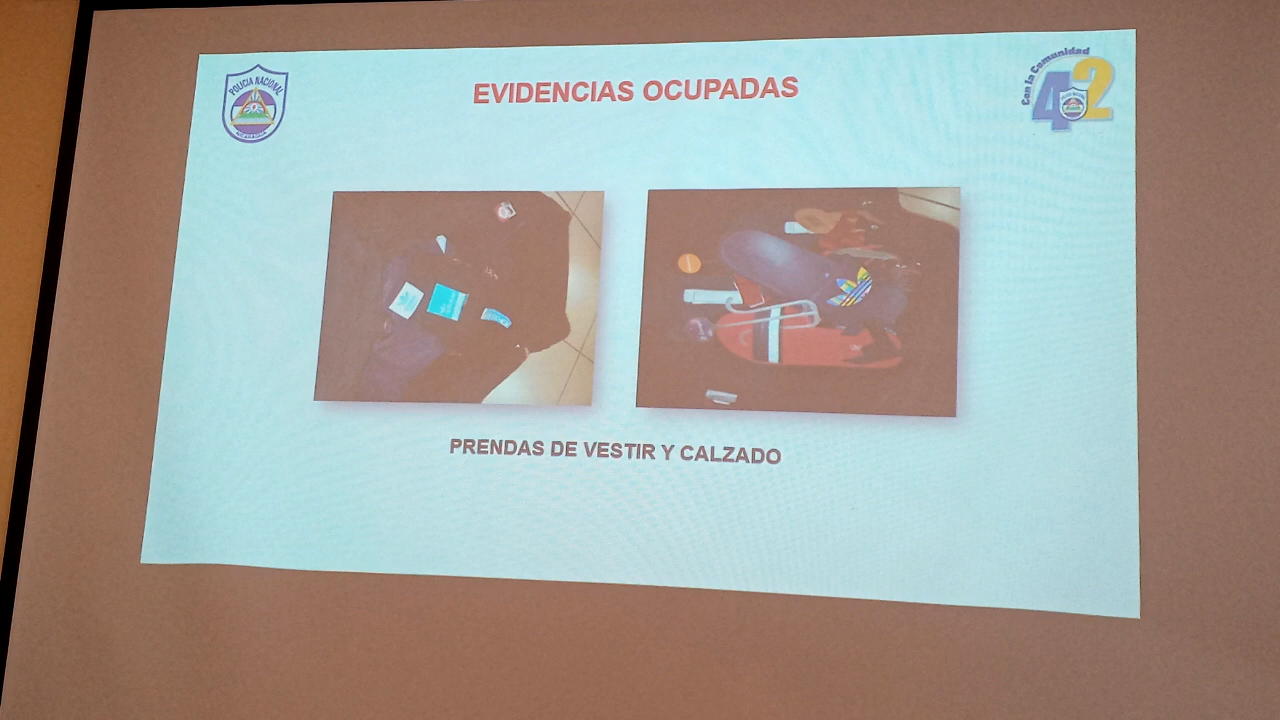 POLICIA NACIONAL
EVIDENCIAS OCUPADAS
Con la Comunidad
42
PRENDAS DE VESTIR Y CALZADO